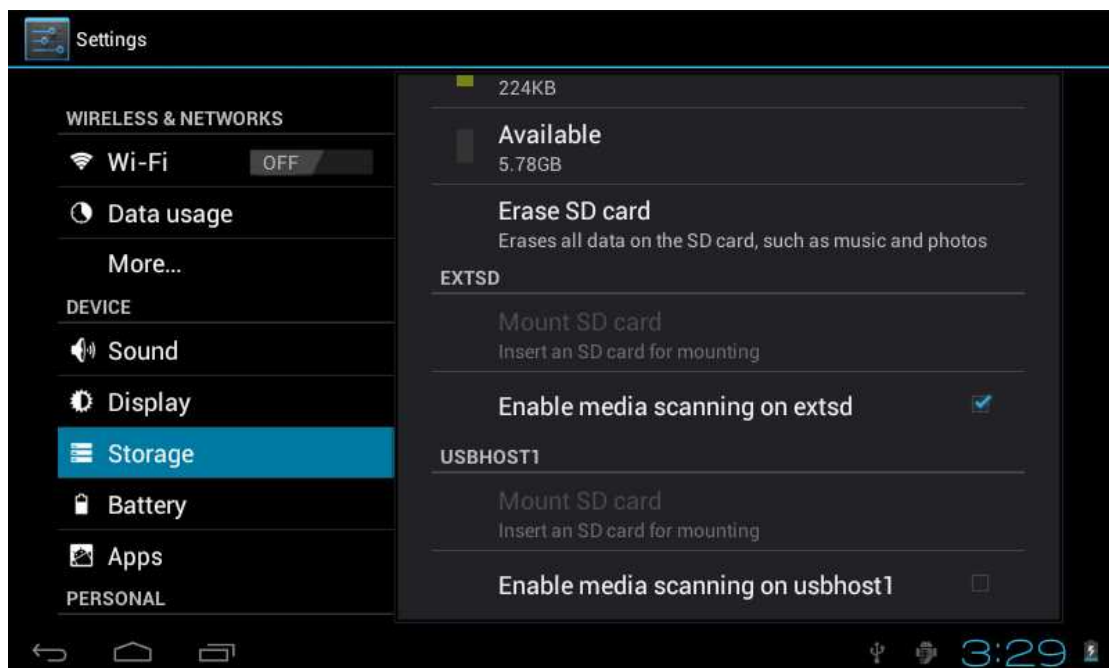 Settings
WIRELESS & NETWORKS
Wi-Fi OFF
Data usage
More...
DEVICE
Sound
Display
Storage
Battery
Apps
PERSONAL
224KB
Available
5.78GB
Erase SD card
Erases all data on the SD card, such as music and photos
EXTSD
Mount SD card
Insert an SD card for mounting
Enable media scanning on extsd
USBHOST1
Mount SD card
Insert an SD card for mounting
Enable media scanning on usbhost1
3:29